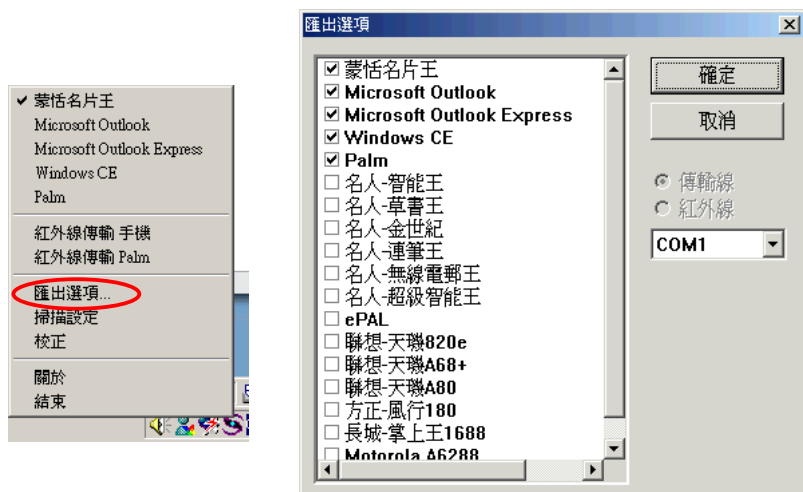 蒙恬名片王
Microsoft Outlook
Microsoft Outlook Express
Windows CE
Palm
紅外線傳輸 手機
紅外線傳輸 Palm
匯出選項...
掃描設定
校正
關於
結束
匯出選項
蒙恬名片王
Microsoft Outlook
Microsoft Outlook Express
Windows CE
Palm
名人-智能王
名人-草書王
名人-金世紀
名人-連筆王
名人-無線電郵王
名人-超級智能王
ePAL
聯想-天璣820e
聯想-天璣A68+
聯想-天璣A80
方正-風行180
長城-掌上王1688
Motorola A6288
確定
取消
傳輸線
紅外線
COM1